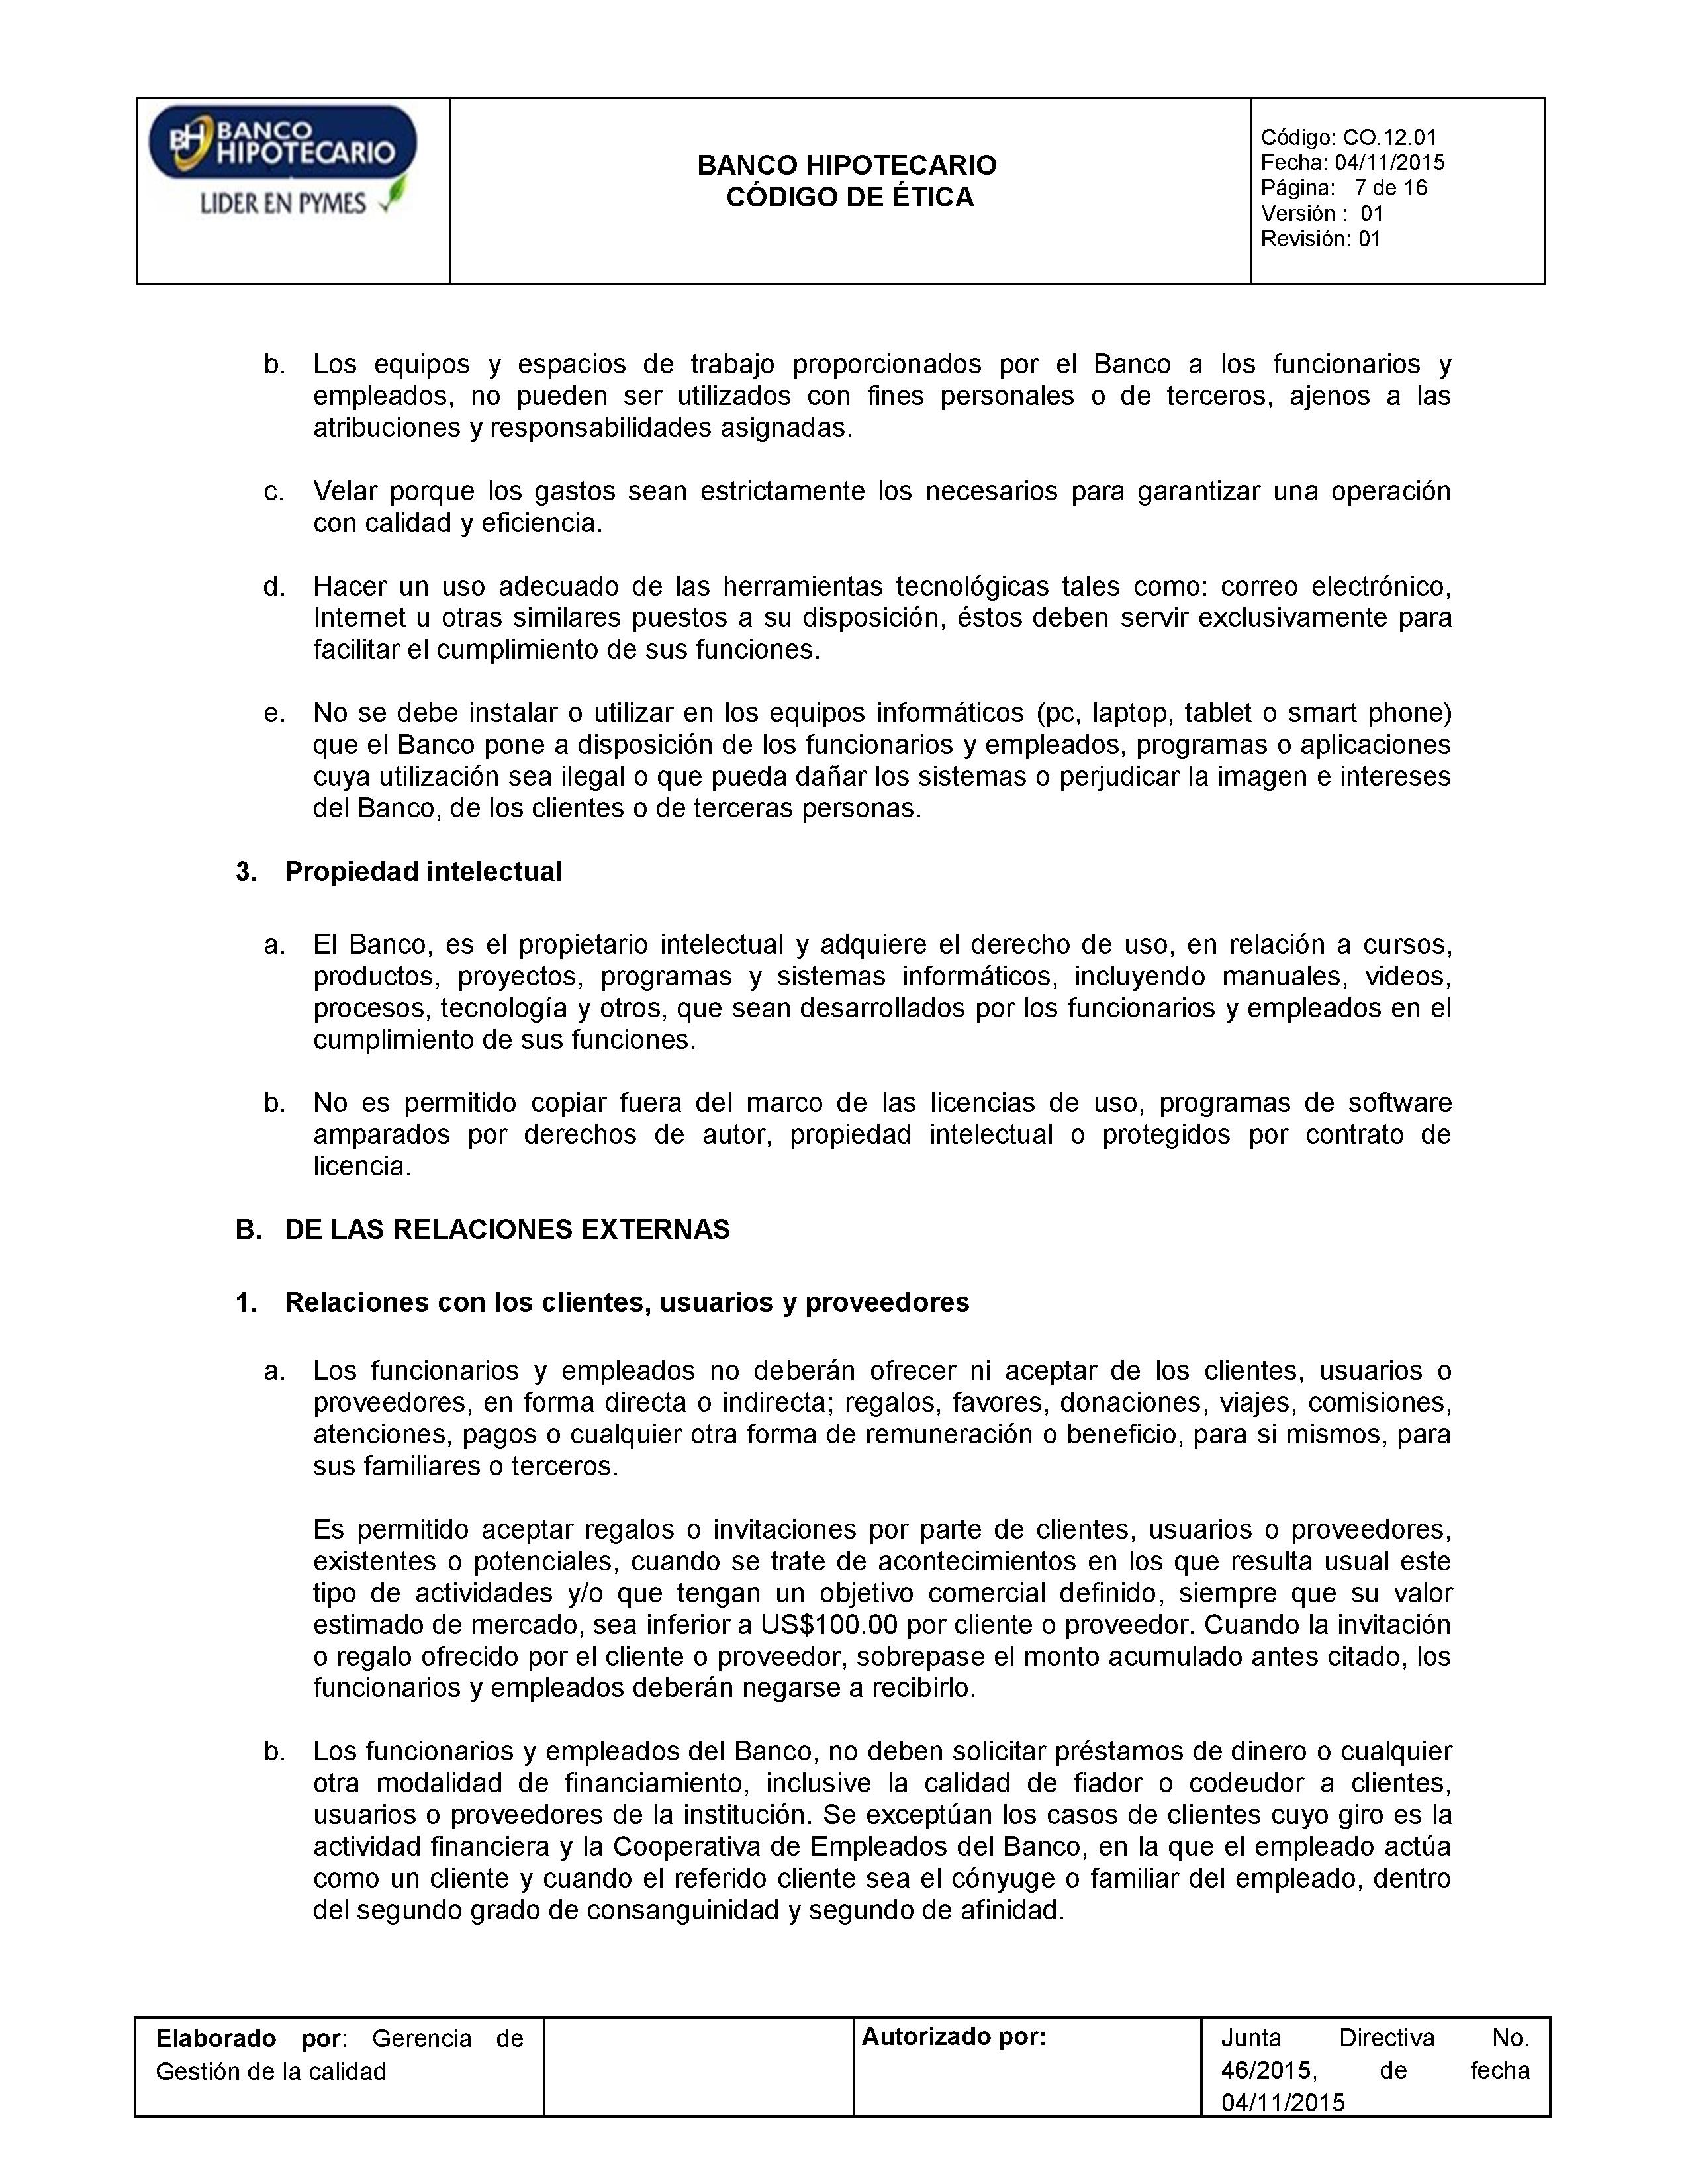 BANCO
HIPOTECARIO
LIDER EN PYMES
BANCO HIPOTECARIO
CÓDIGO DE ÉTICA
Código: CO.12.01
Fecha: 04/11/2015
Página: 7 de 16
Versión : 01
Revisión: 01
b. Los equipos y espacios de trabajo proporcionados por el Banco a los funcionarios y
empleados, no pueden ser utilizados con fines personales o de terceros, ajenos a las
atribuciones y responsabilidades asignadas.
c. Velar porque los gastos sean estrictamente los necesarios para garantizar una operación
con calidad y eficiencia.
d. Hacer un uso adecuado de las herramientas tecnológicas tales como: correo electrónico,
Internet u otras similares puestos a su disposición, éstos deben servir exclusivamente para
facilitar el cumplimiento de sus funciones.
e. No se debe instalar o utilizar en los equipos informáticos (pc, laptop, tablet o smart phone)
que el Banco pone a disposición de los funcionarios y empleados, programas o aplicaciones
cuya utilización sea ilegal o que pueda dañar los sistemas o perjudicar la imagen e intereses
del Banco, de los clientes o de terceras personas.
3. Propiedad intelectual
a. El Banco, es el propietario intelectual y adquiere el derecho de uso, en relación a cursos,
productos, proyectos, programas y sistemas informáticos, incluyendo manuales, videos,
procesos, tecnología y otros, que sean desarrollados por los funcionarios y empleados en el
cumplimiento de sus funciones.
b. No es permitido copiar fuera del marco de las licencias de uso, programas de software
amparados por derechos de autor, propiedad intelectual o protegidos por contrato de
licencia.
B. DE LAS RELACIONES EXTERNAS
1. Relaciones con los clientes, usuarios y proveedores
a. Los funcionarios y empleados no deberán ofrecer ni aceptar de los clientes, usuarios o
proveedores, en forma directa o indirecta; regalos, favores, donaciones, viajes, comisiones,
atenciones, pagos o cualquier otra forma de remuneración o beneficio, para si mismos, para
sus familiares o terceros.
Es permitido aceptar regalos o invitaciones por parte de clientes, usuarios o proveedores,
existentes o potenciales, cuando se trate de acontecimientos en los que resulta usual este
tipo de actividades y/o que tengan un objetivo comercial definido, siempre que su valor
estimado de mercado, sea inferior a US$100.00 por cliente o proveedor. Cuando la invitación
o regalo ofrecido por el cliente o proveedor, sobrepase el monto acumulado antes citado, los
funcionarios y empleados deberán negarse a recibirlo.
b. Los funcionarios y empleados del Banco, no deben solicitar préstamos de dinero o cualquier
otra modalidad de financiamiento, inclusive la calidad de fiador o codeudor a clientes,
usuarios o proveedores de la institución. Se exceptúan los casos de clientes cuyo giro es la
actividad financiera y la Cooperativa de Empleados del Banco, en la que el empleado actúa
como un cliente y cuando el referido cliente sea el cónyuge o familiar del empleado, dentro
del segundo grado de consanguinidad y segundo de afinidad.
Elaborado por: Gerencia de
Gestión de la calidad
Autorizado por:
Junta Directiva No.
46/2015, de fecha
04/11/2015